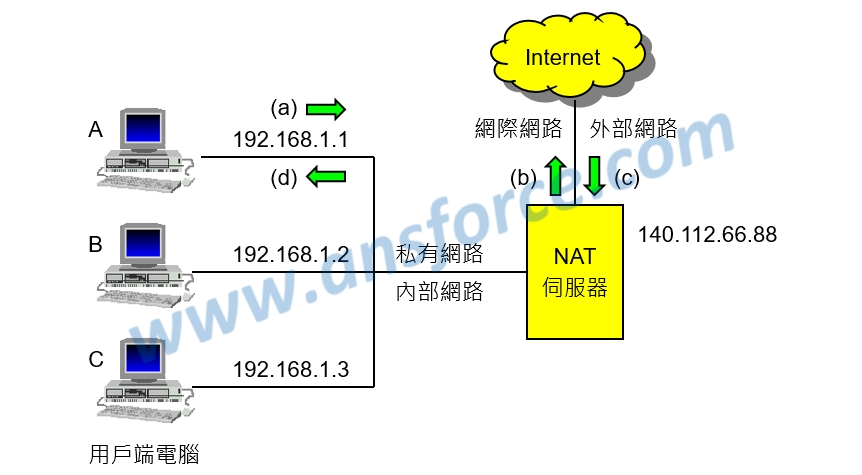 Internet
網際網路
外部網路
(a)
A
192.168.1.1
(d)
(b)
(c)
B
192.168.1.2
私有網路
內部網路
NAT
伺服器
140.112.66.88
C
192.168.1.3
用戶端電腦
www.ansforce.com